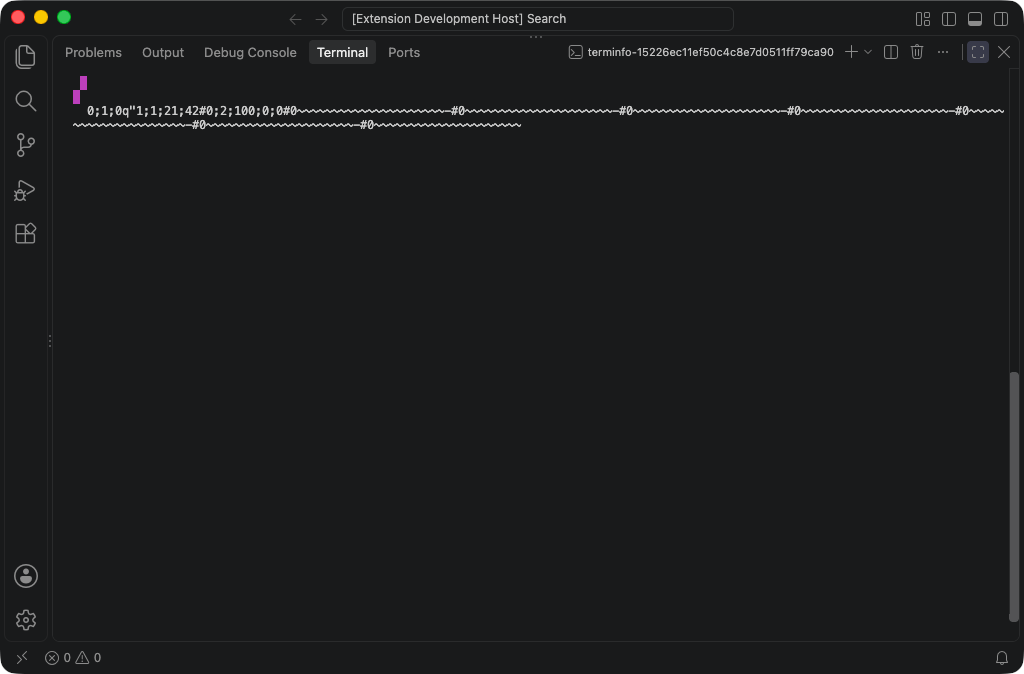 [Extension Development Host] Search
Problems
Output
Debug Console
Terminal
Ports
terminfo-15226ec11ef50c4c8e7d0511ff79ca90
0;1;0q"1;1;21;42#0;2;100;0;0#0~~~~~~~~~~~~~~~~~~~~~-#0~~~~~~~~~~~~~~~~~~~~~-#0~~~~~~~~~~~~~~~~~~~~~-#0~~~~~~~~~~~~~~~~~~~~~-#0~~~~~
~~~~~~~~~~~~~~~~-#0~~~~~~~~~~~~~~~~~~~~~-#0~~~~~~~~~~~~~~~~~~~~~
0
0